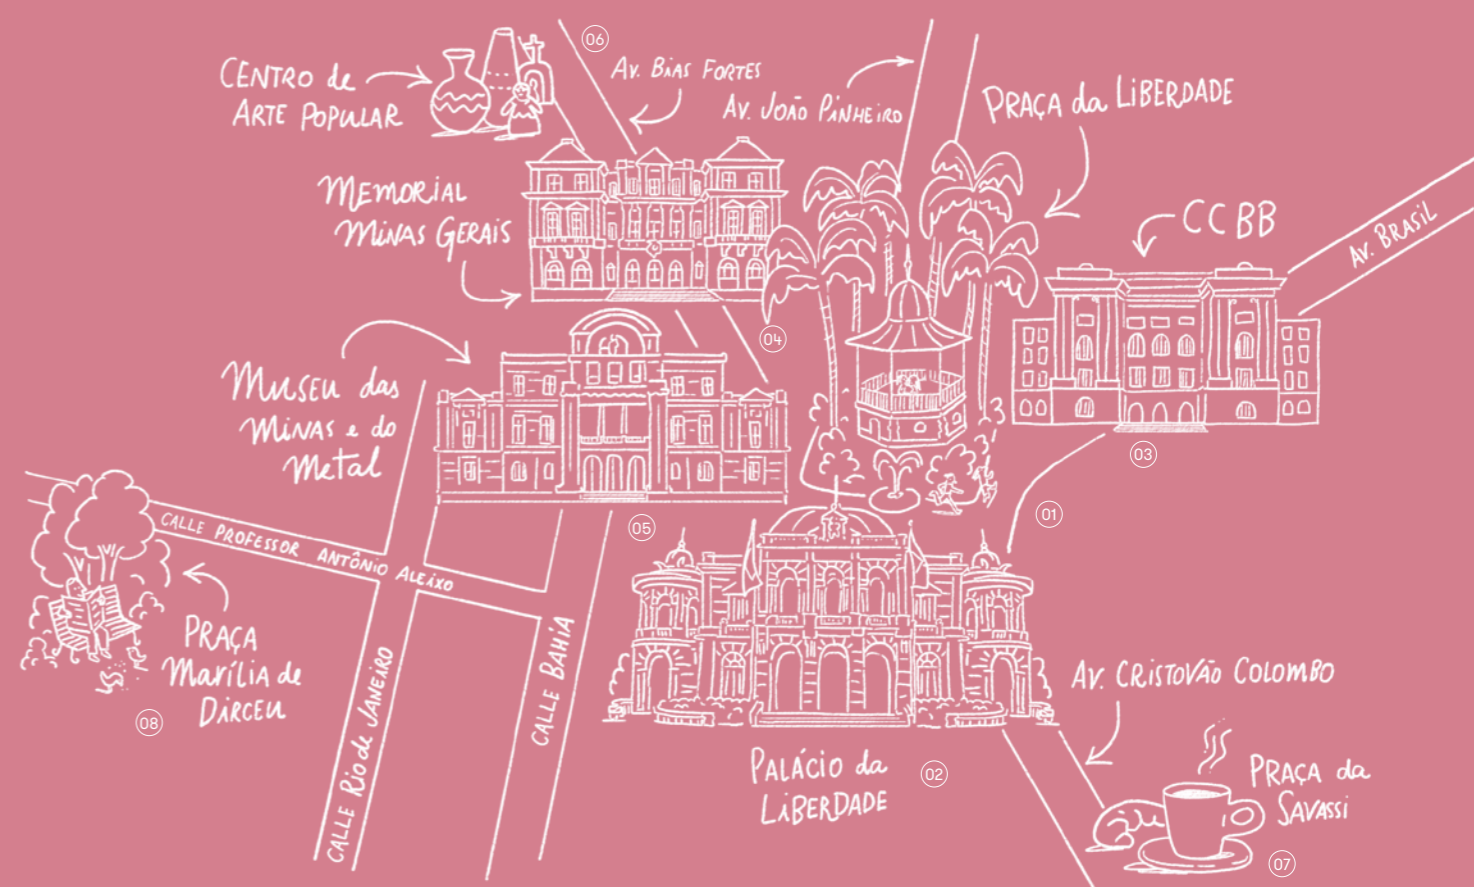 06
CENTRO de
ARTE POPULAR
AV. BIAS FORTES
AV. JOÃO PINHEIRO
PRAÇA da LIBERDADE
MEMORIAL
MINAS GERAIS
CCBB
AV. BRASIL
04
MUSEU das
MINAS e do
Metal
03
01
05
CALLE PROFESSOR ANTÔNIO ALEIXO
PRAÇA
Marília de
DIRCEU
08
CALLE Rio de JANEIRO
CALLE BAHÍA
PALÁCIO da
LIBERDADE
02
AV. CRISTOVÃO COLOMBO
PRAÇA da
SAVASSI
07